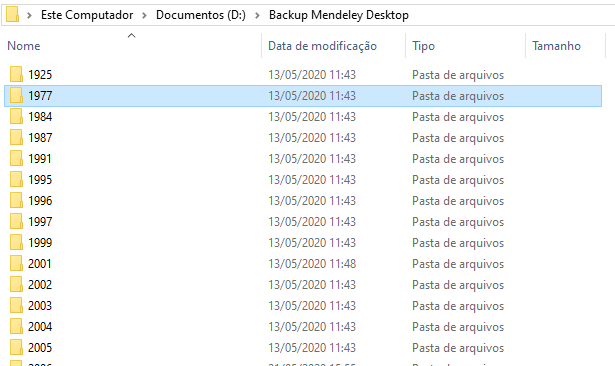 Este Computador > Documentos (D:) > Backup Mendeley Desktop
Nome Data de modificação Tipo Tamanho
1925 13/05/2020 11:43 Pasta de arquivos
1977 13/05/2020 11:43 Pasta de arquivos
1984 13/05/2020 11:43 Pasta de arquivos
1987 13/05/2020 11:43 Pasta de arquivos
1991 13/05/2020 11:43 Pasta de arquivos
1995 13/05/2020 11:43 Pasta de arquivos
1996 13/05/2020 11:43 Pasta de arquivos
1997 13/05/2020 11:43 Pasta de arquivos
1999 13/05/2020 11:43 Pasta de arquivos
2001 13/05/2020 11:48 Pasta de arquivos
2002 13/05/2020 11:43 Pasta de arquivos
2003 13/05/2020 11:43 Pasta de arquivos
2004 13/05/2020 11:43 Pasta de arquivos
2005 13/05/2020 11:43 Pasta de arquivos